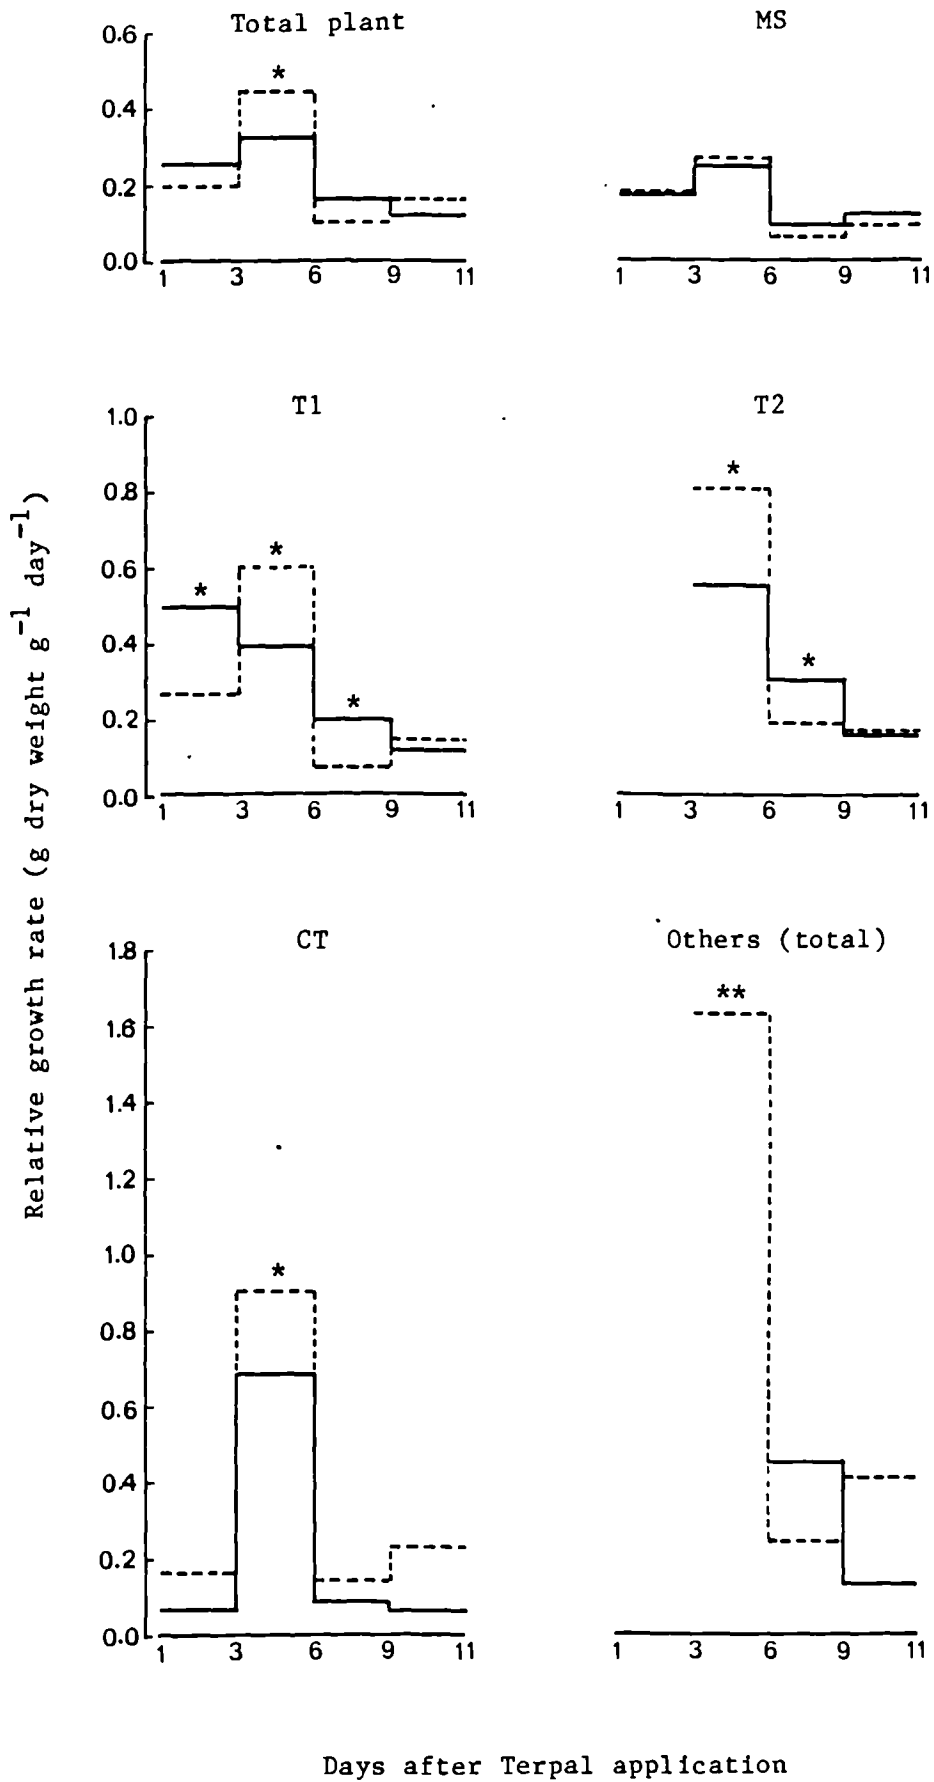 Total plant
MS
0.6
*
0.4
0.2
0.0
1 3 6 9 11
1 3 6 9 11
T1
T2
1.0
0.8
*
0.6
*
*
0.4
*
0.2
*
0.0
1 3 6 9 11
1 3 6 9 11
Relative growth rate (g dry weight g⁻¹ day⁻¹)
CT
Others (total)
1.8
**
1.6
1.4
1.2
1.0
*
0.8
0.6
0.4
0.2
0.0
1 3 6 9 11
1 3 6 9 11
Days after Terpal application